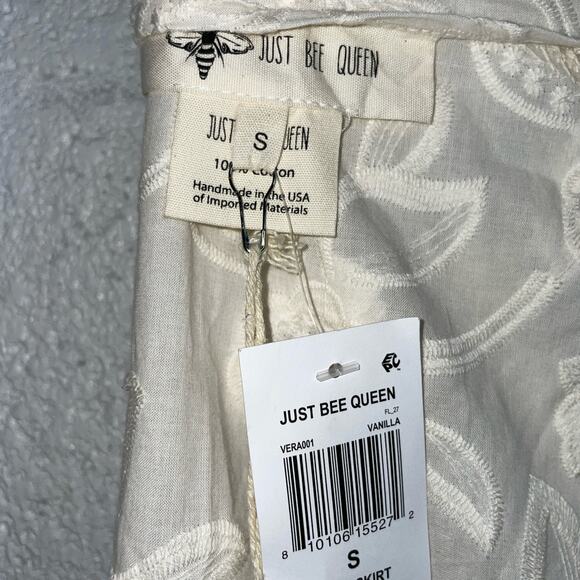 JUST BEE QUEEN
JUST QUEEN
S
100% Cotton
Handmade in the USA
of Imported Materials
JUST BEE QUEEN
FL_27
VERA001 VANILLA
8 10106 15527 2
S
SKIRT